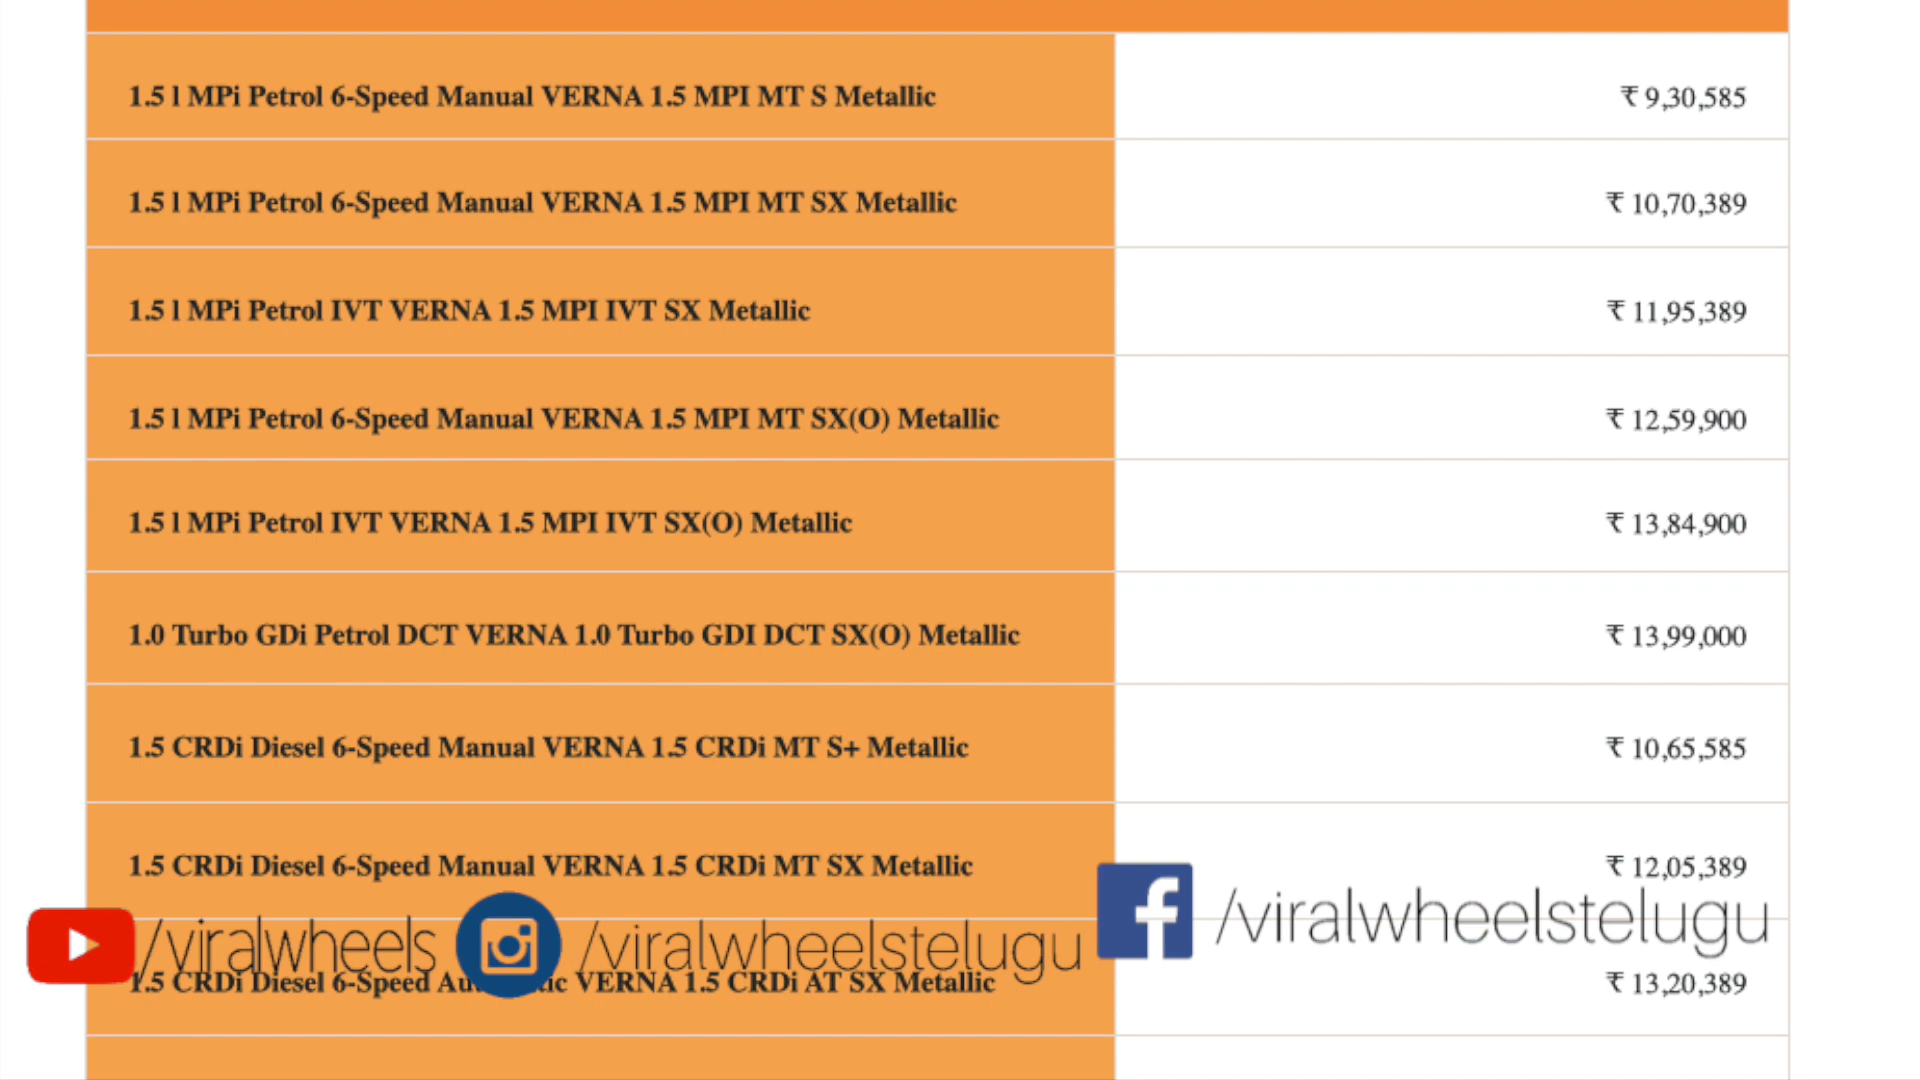 1.5 l MPi Petrol 6-Speed Manual VERNA 1.5 MPI MT S Metallic ₹ 9,30,585
1.5 l MPi Petrol 6-Speed Manual VERNA 1.5 MPI MT SX Metallic ₹ 10,70,389
1.5 l MPi Petrol IVT VERNA 1.5 MPI IVT SX Metallic ₹ 11,95,389
1.5 l MPi Petrol 6-Speed Manual VERNA 1.5 MPI MT SX(O) Metallic ₹ 12,59,900
1.5 l MPi Petrol IVT VERNA 1.5 MPI IVT SX(O) Metallic ₹ 13,84,900
1.0 Turbo GDi Petrol DCT VERNA 1.0 Turbo GDI DCT SX(O) Metallic ₹ 13,99,000
1.5 CRDi Diesel 6-Speed Manual VERNA 1.5 CRDi MT S+ Metallic ₹ 10,65,585
1.5 CRDi Diesel 6-Speed Manual VERNA 1.5 CRDi MT SX Metallic ₹ 12,05,389
/viralwheels /viralwheelstelugu /viralwheelstelugu
1.5 CRDi Diesel 6-Speed VERNA 1.5 CRDi AT SX Metallic ₹ 13,20,389